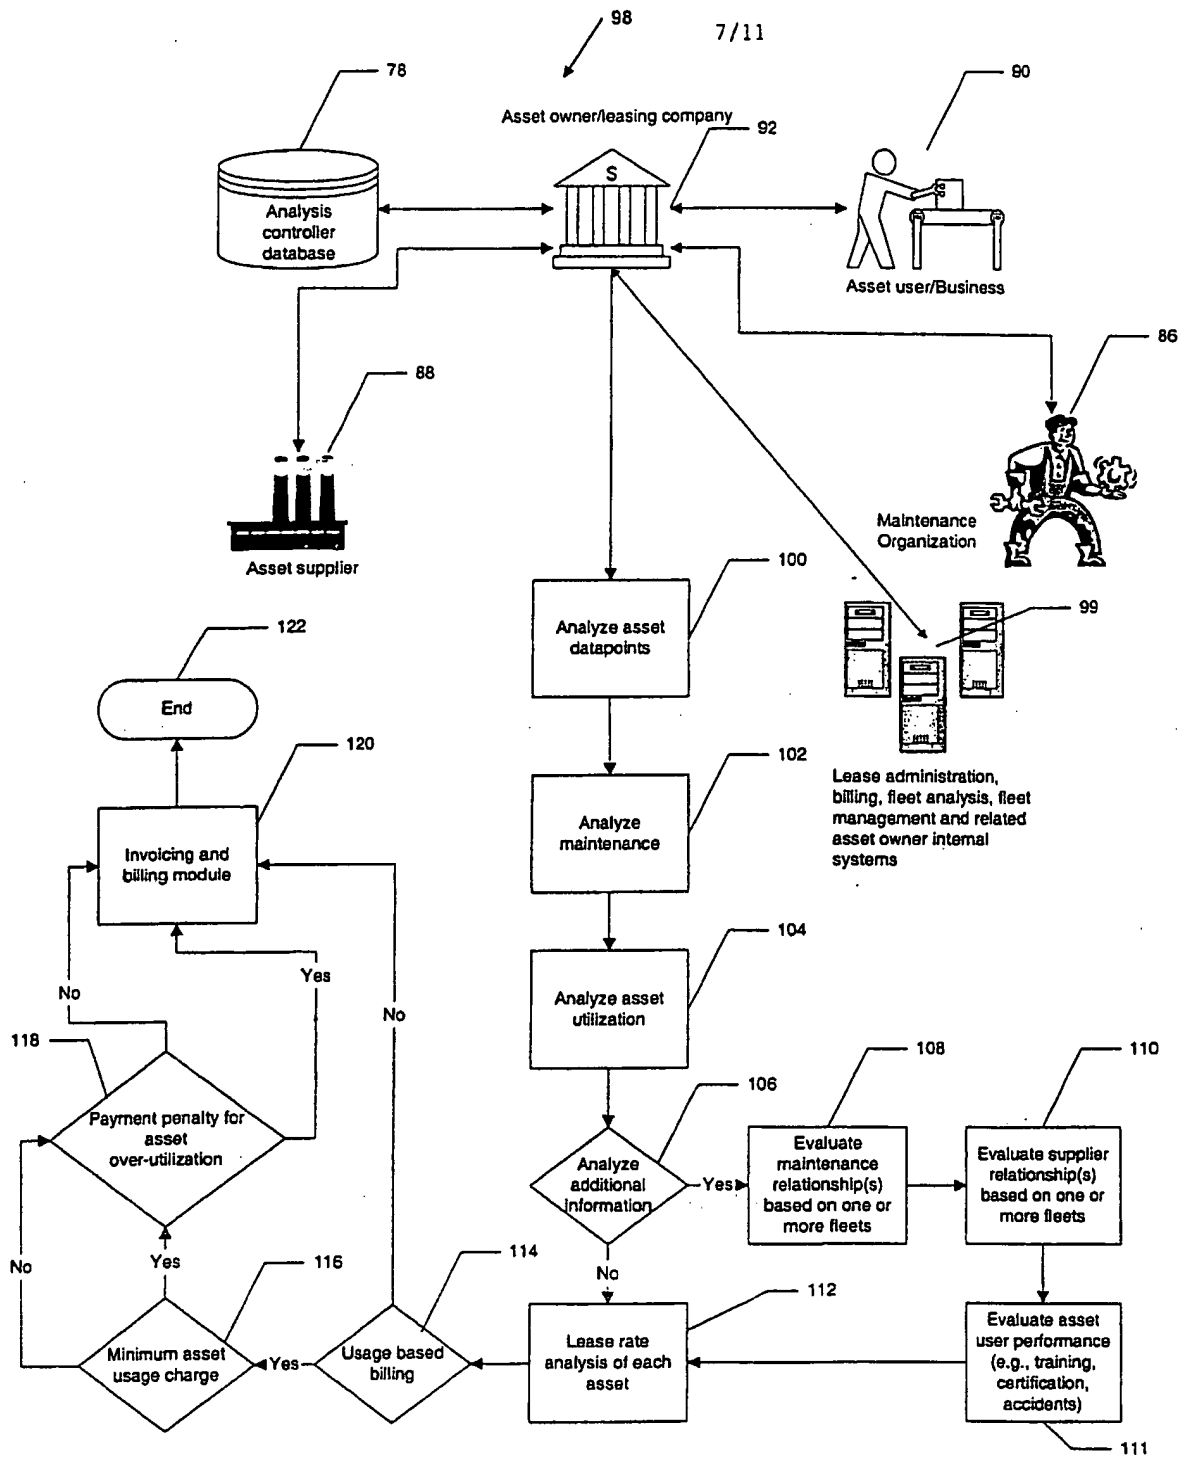 98
7/11
78
90
Asset owner/leasing company
92
S
Analysis
controller
database
Asset user/Business
86
88
Maintenance
Organization
Asset supplier
100
99
Analyze asset
datapoints
122
End
120
102
Lease administration,
billing, fleet analysis, fleet
management and related
asset owner internal
systems
Analyze
maintenance
Invoicing and
billing module
104
Yes
No
No
Analyze asset
utilization
118
108
110
106
Payment penalty for
asset
over-utilization
Analyze
additional
information
Yes
Evaluate
maintenance
relationship(s)
based on one or
more fleets
Evaluate supplier
relationship(s)
based on one or
more fleets
No
Yes
116
114
No
112
Minimum asset
usage charge
Yes
Usage based
billing
Lease rate
analysis of each
asset
Evaluate asset
user performance
(e.g., training,
certification,
accidents)
111